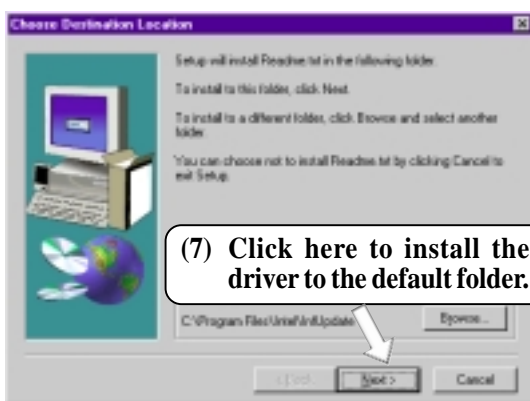 Choose Destination Location
Setup will install Readme.txt in the following folder.
To install to this folder, click Next.
To install to a different folder, click Browse and select another
folder.
You can choose not to install Readme.txt by clicking Cancel to
exit Setup.
(7) Click here to install the
driver to the default folder.
C:\Program Files\Intel\InfUpdate
Browse...
< Back
Next >
Cancel